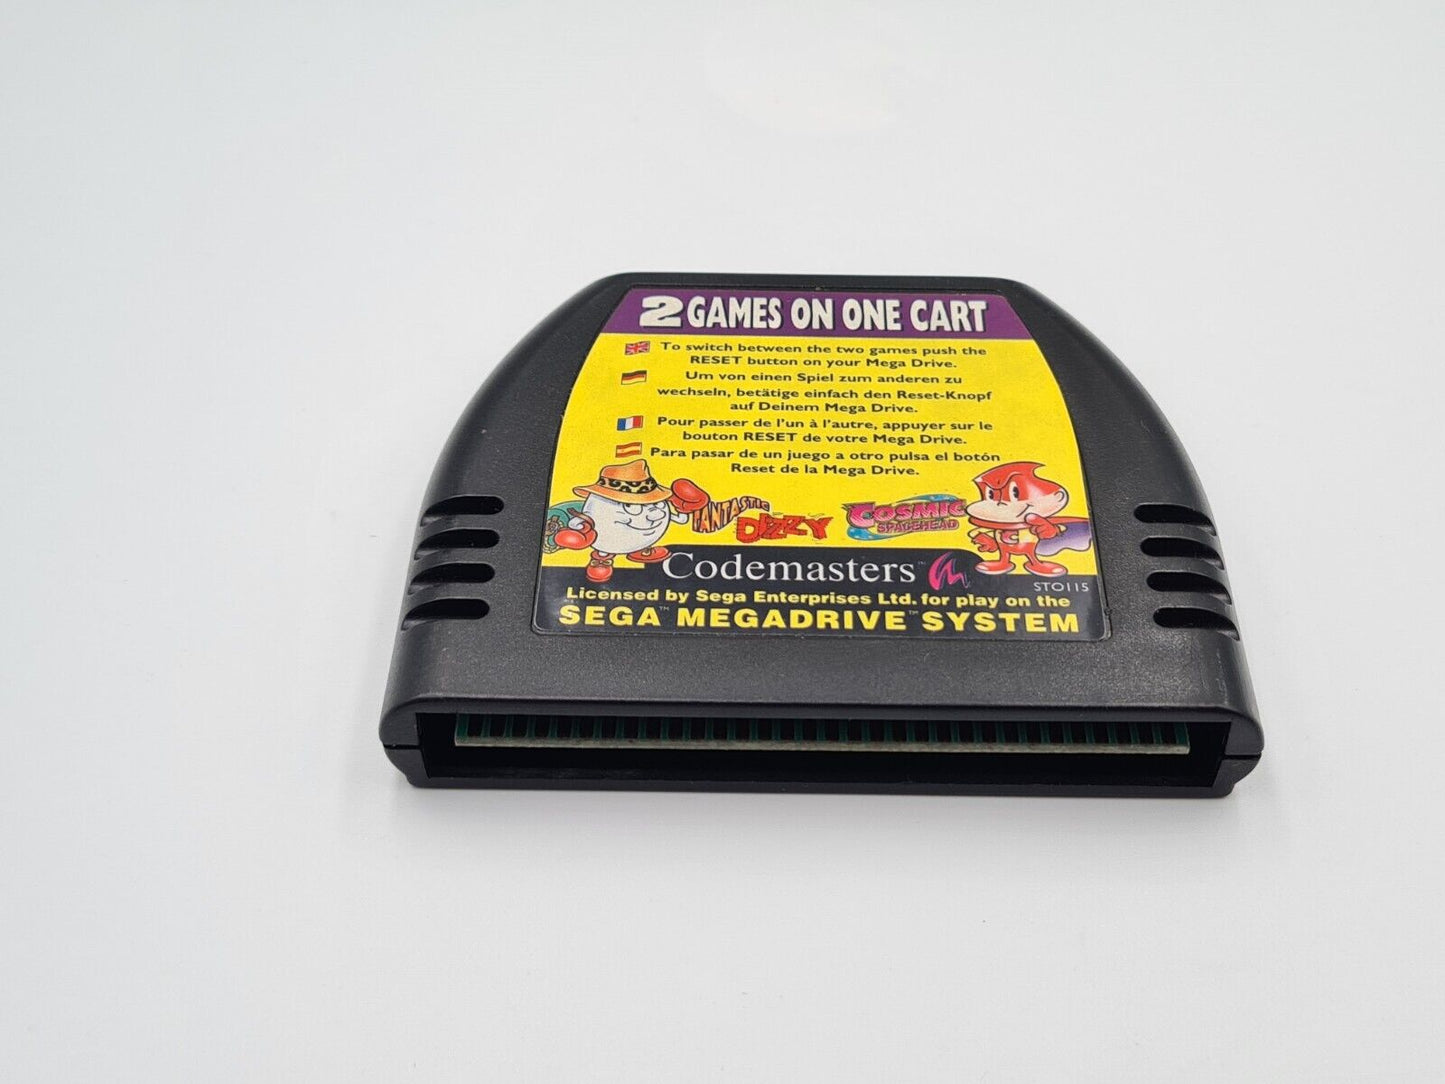 2 GAMES ON ONE CART
To switch between the two games push the
RESET button on your Mega Drive.
Um von einen Spiel zum anderen zu
wechseln, betätige einfach den Reset-Knopf
auf Deinem Mega Drive.
Pour passer de l'un à l'autre, appuyer sur le
bouton RESET de votre Mega Drive.
Para pasar de un juego a otro pulsa el botón
Reset de la Mega Drive.
FANTASTIC
DIZZY
COSMIC
SPACEHEAD
C
Codemasters™
STO115
Licensed by Sega Enterprises Ltd. for play on the
SEGA™ MEGADRIVE™ SYSTEM